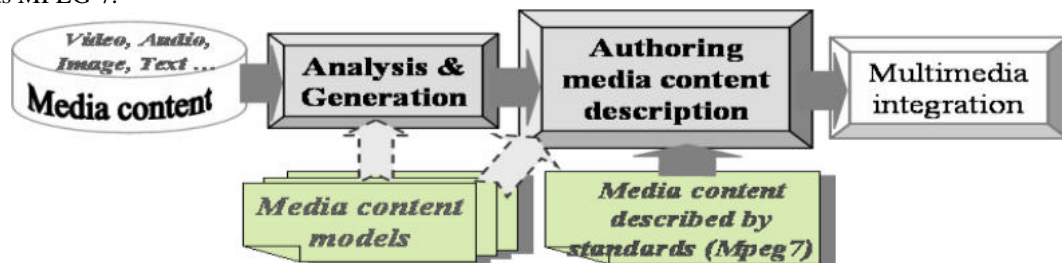 as MPEG-7.
Video, Audio,
Image, Text ...
Media content
Analysis &
Generation
Authoring
media content
description
Multimedia
integration
Media content
models
Media content
described by
standards (Mpeg7)